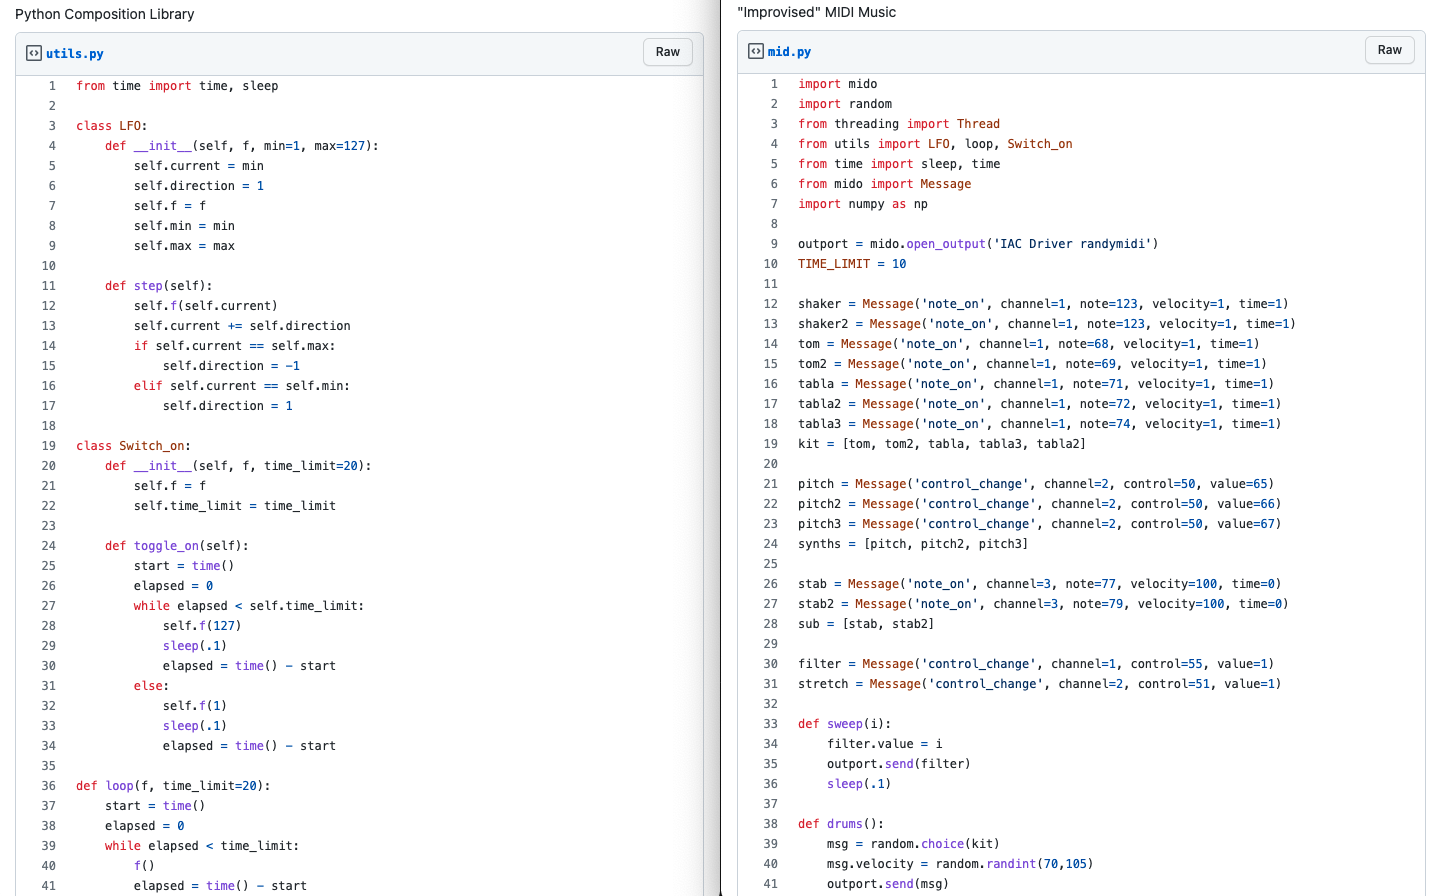 Python Composition Library
utils.py
Raw
1 from time import time, sleep
2
3 class LFO:
4     def __init__(self, f, min=1, max=127):
5         self.current = min
6         self.direction = 1
7         self.f = f
8         self.min = min
9         self.max = max
10
11     def step(self):
12         self.f(self.current)
13         self.current += self.direction
14         if self.current == self.max:
15             self.direction = -1
16         elif self.current == self.min:
17             self.direction = 1
18
19 class Switch_on:
20     def __init__(self, f, time_limit=20):
21         self.f = f
22         self.time_limit = time_limit
23
24     def toggle_on(self):
25         start = time()
26         elapsed = 0
27         while elapsed < self.time_limit:
28             self.f(127)
29             sleep(.1)
30             elapsed = time() - start
31         else:
32             self.f(1)
33             sleep(.1)
34             elapsed = time() - start
35
36 def loop(f, time_limit=20):
37     start = time()
38     elapsed = 0
39     while elapsed < time_limit:
40         f()
41         elapsed = time() - start
"Improvised" MIDI Music
mid.py
Raw
1 import mido
2 import random
3 from threading import Thread
4 from utils import LFO, loop, Switch_on
5 from time import sleep, time
6 from mido import Message
7 import numpy as np
8
9 outport = mido.open_output('IAC Driver randymidi')
10 TIME_LIMIT = 10
11
12 shaker = Message('note_on', channel=1, note=123, velocity=1, time=1)
13 shaker2 = Message('note_on', channel=1, note=123, velocity=1, time=1)
14 tom = Message('note_on', channel=1, note=68, velocity=1, time=1)
15 tom2 = Message('note_on', channel=1, note=69, velocity=1, time=1)
16 tabla = Message('note_on', channel=1, note=71, velocity=1, time=1)
17 tabla2 = Message('note_on', channel=1, note=72, velocity=1, time=1)
18 tabla3 = Message('note_on', channel=1, note=74, velocity=1, time=1)
19 kit = [tom, tom2, tabla, tabla3, tabla2]
20
21 pitch = Message('control_change', channel=2, control=50, value=65)
22 pitch2 = Message('control_change', channel=2, control=50, value=66)
23 pitch3 = Message('control_change', channel=2, control=50, value=67)
24 synths = [pitch, pitch2, pitch3]
25
26 stab = Message('note_on', channel=3, note=77, velocity=100, time=0)
27 stab2 = Message('note_on', channel=3, note=79, velocity=100, time=0)
28 sub = [stab, stab2]
29
30 filter = Message('control_change', channel=1, control=55, value=1)
31 stretch = Message('control_change', channel=2, control=51, value=1)
32
33 def sweep(i):
34     filter.value = i
35     outport.send(filter)
36     sleep(.1)
37
38 def drums():
39     msg = random.choice(kit)
40     msg.velocity = random.randint(70,105)
41     outport.send(msg)